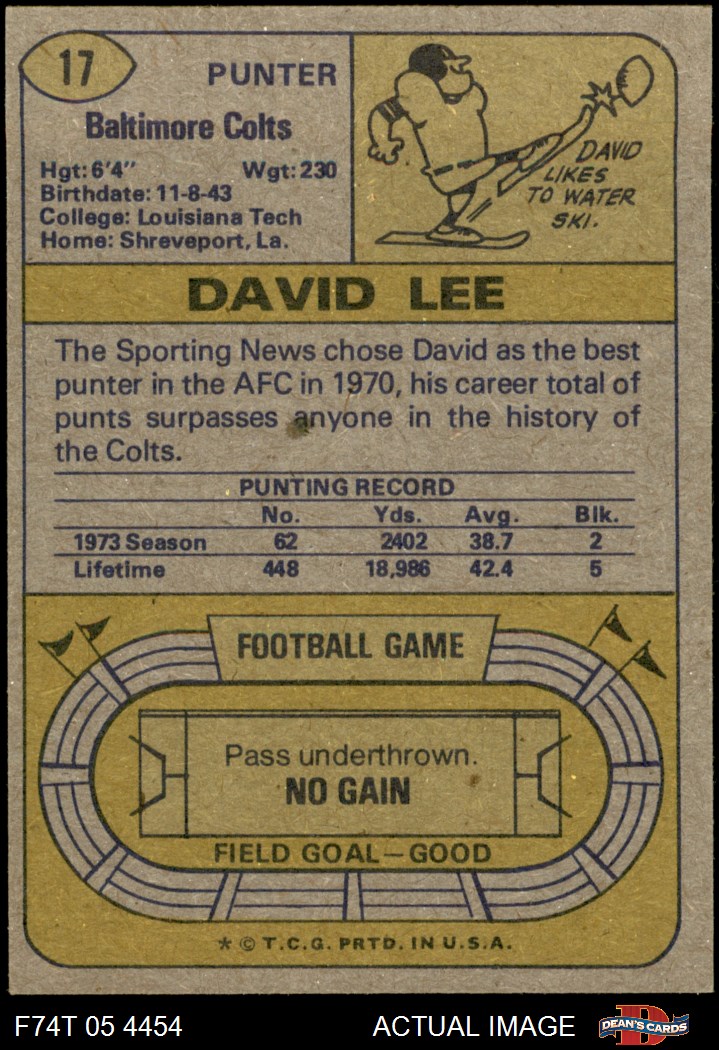 17
PUNTER
Baltimore Colts
Hgt: 6'4" Wgt: 230
Birthdate: 11-8-43
College: Louisiana Tech
Home: Shreveport, La.
DAVID
LIKES
TO WATER
SKI.
DAVID LEE
The Sporting News chose David as the best
punter in the AFC in 1970, his career total of
punts surpasses anyone in the history of
the Colts.
PUNTING RECORD
No. Yds. Avg. Blk.
1973 Season 62 2402 38.7 2
Lifetime 448 18,986 42.4 5
FOOTBALL GAME
Pass underthrown.
NO GAIN
FIELD GOAL—GOOD
* © T.C.G. PRTD. IN U.S.A.
F74T 05 4454 ACTUAL IMAGE
D
DEAN'S CARDS